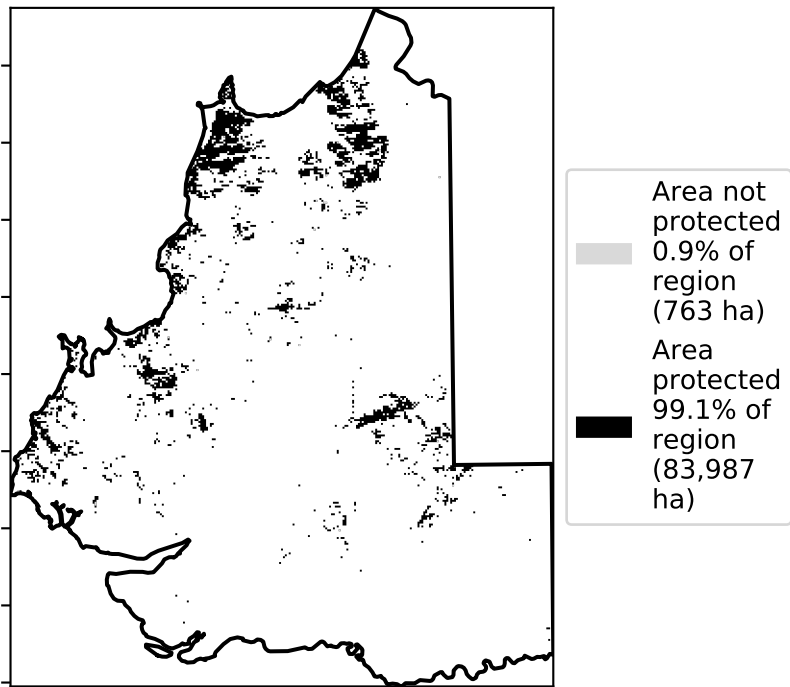 Area not
protected
0.9% of
region
(763 ha)
Area
protected
99.1% of
region
(83,987
ha)